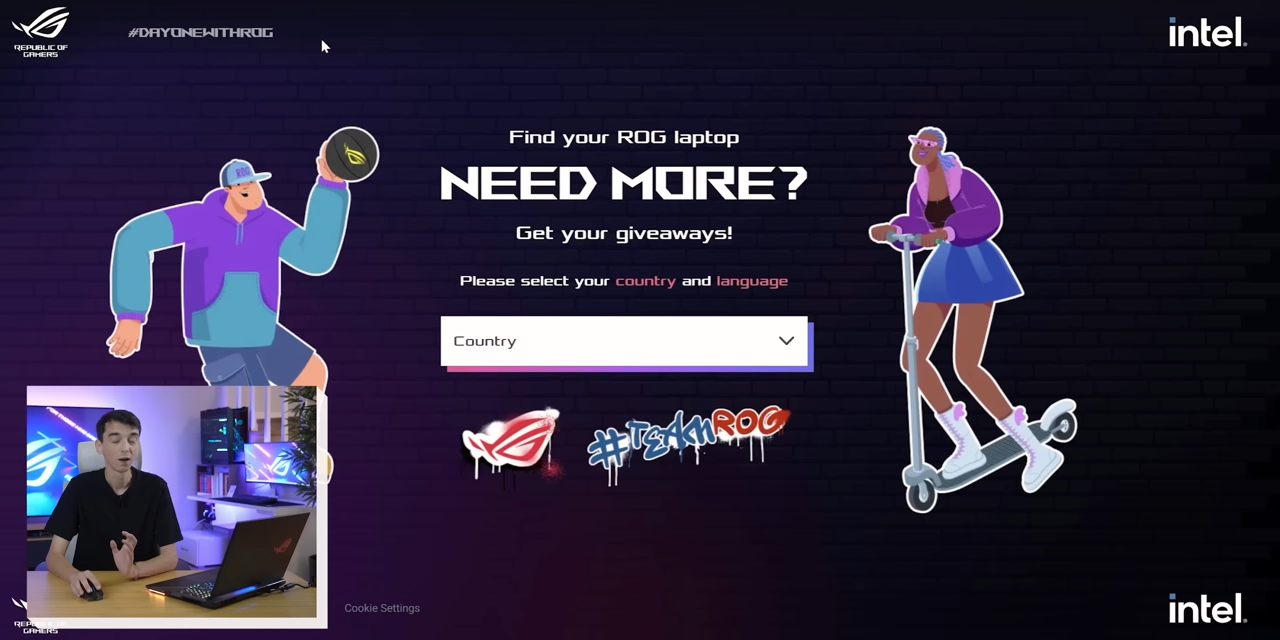 REPUBLIC OF
GAMERS
#DAYONEWITHROG
intel.
Find your ROG laptop
NEED MORE?
Get your giveaways!
Please select your country and language
Country
ROG
#TEAMROG
Cookie Settings
intel.